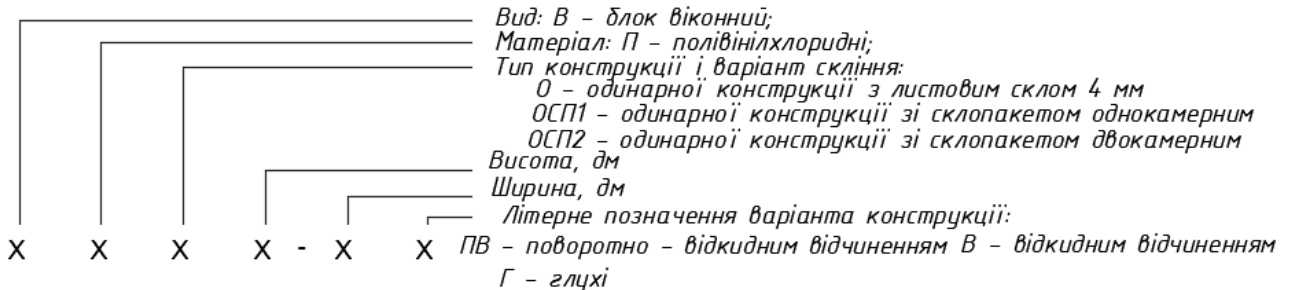 Вид: В – блок віконний;
Матеріал: П – полівінілхлоридні;
Тип конструкції і варіант скління:
О – одинарної конструкції з листовим склом 4 мм
ОСП1 – одинарної конструкції зі склопакетом однокамерним
ОСП2 – одинарної конструкції зі склопакетом двокамерним
Висота, дм
Ширина, дм
Літерне позначення варіанта конструкції:
Х Х Х Х - Х Х ПВ – поворотно – відкидним відчиненням В – відкидним відчиненням
Г – глухі